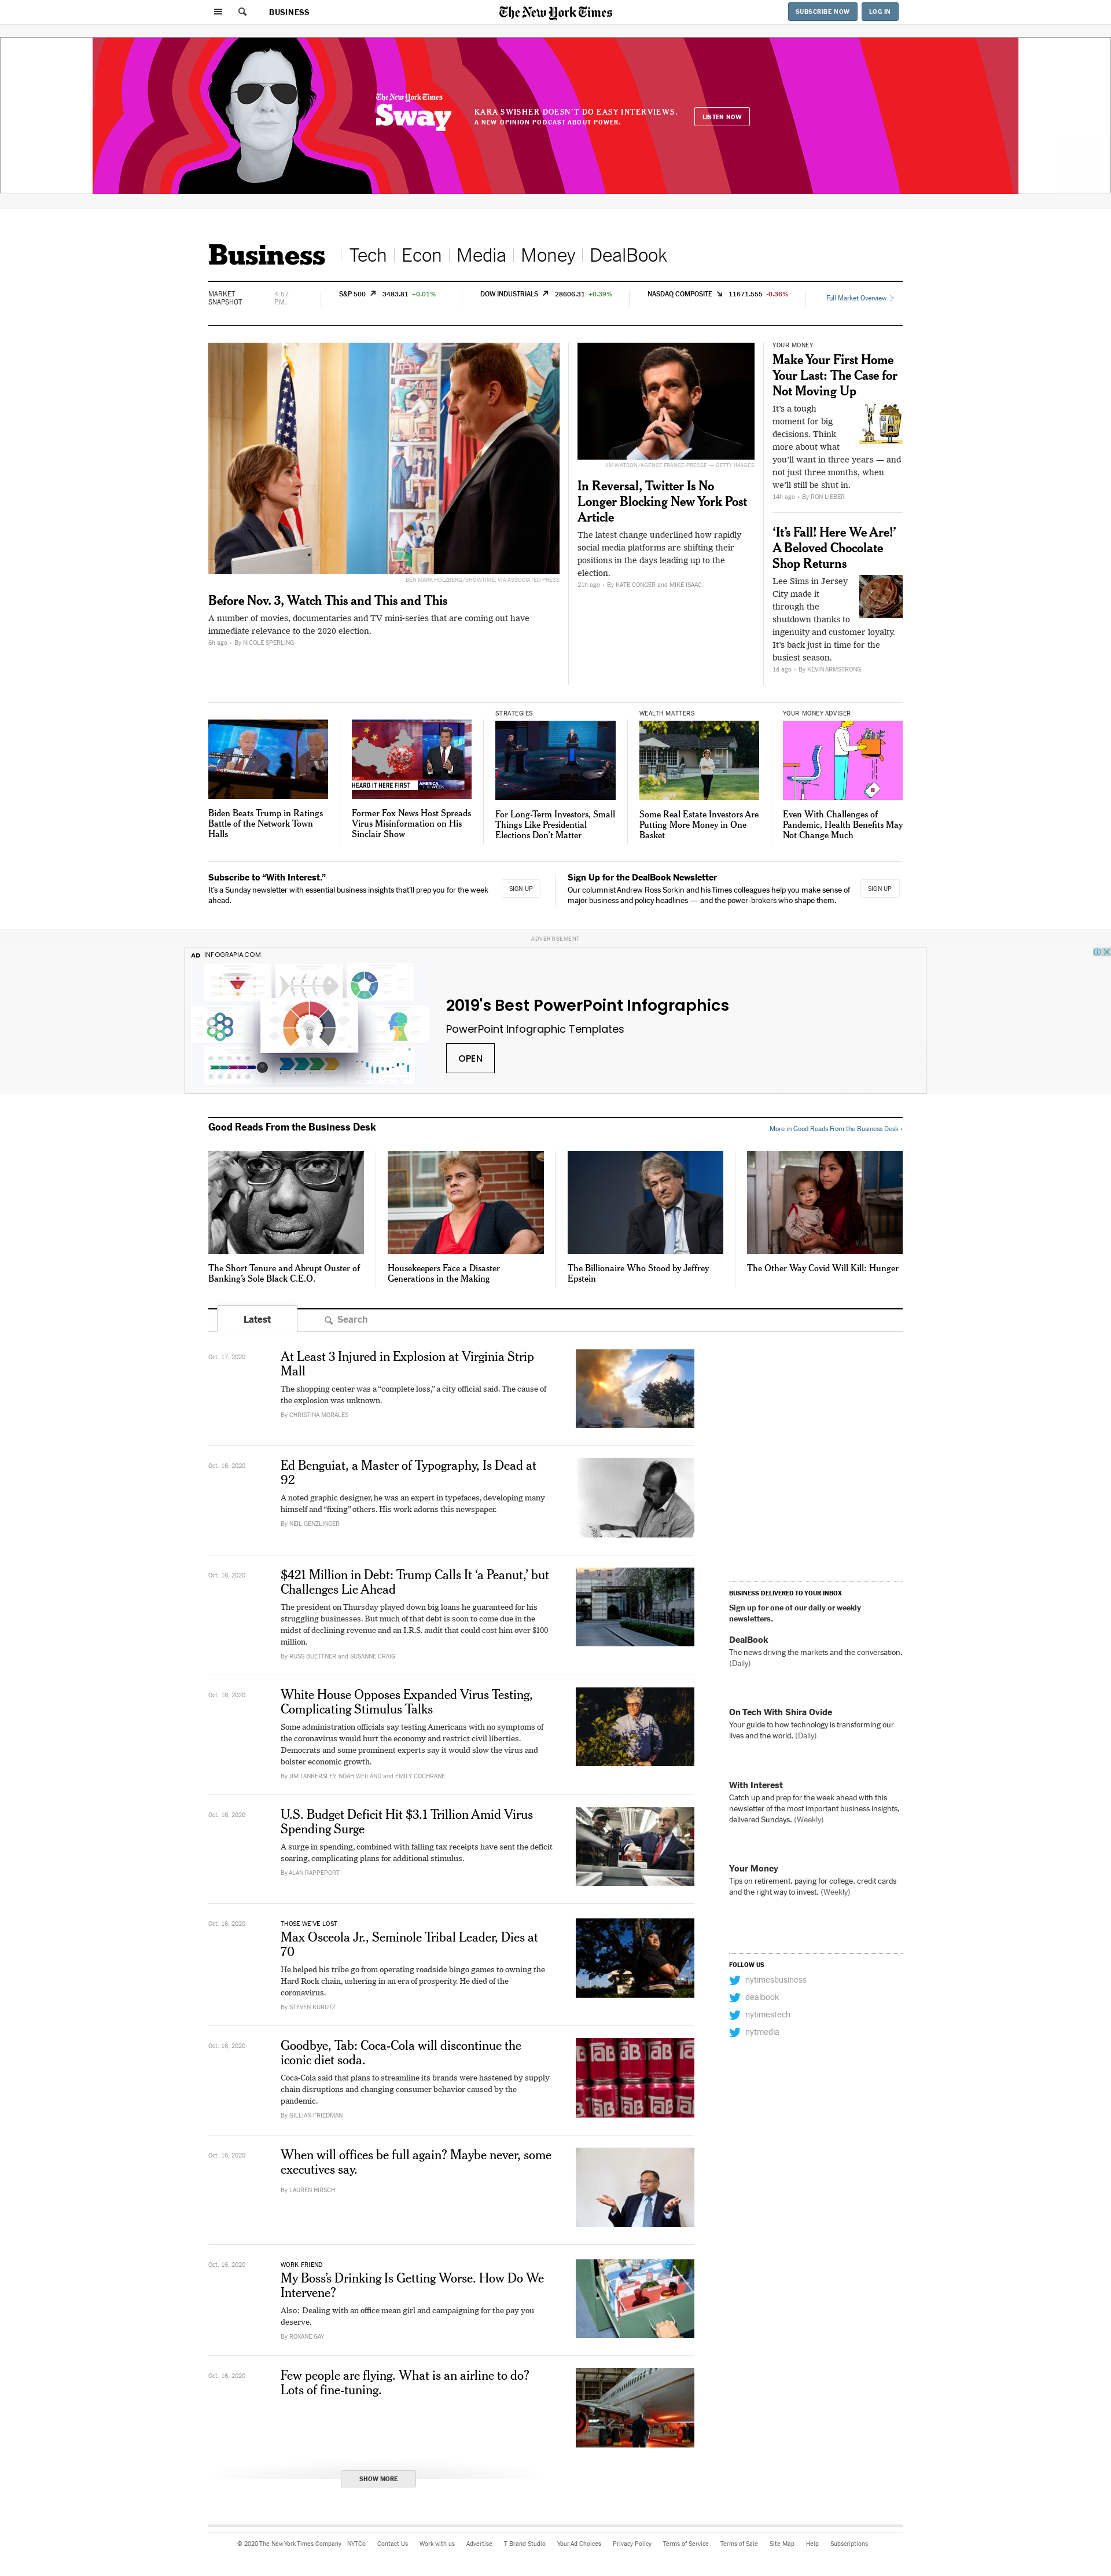 BUSINESS
The New York Times
SUBSCRIBE NOW
LOG IN
The New York Times
Sway
KARA SWISHER DOESN'T DO EASY INTERVIEWS.
A NEW OPINION PODCAST ABOUT POWER.
LISTEN NOW
Business
Tech
Econ
Media
Money
DealBook
MARKET
SNAPSHOT
4:57
P.M.
S&P 500 3483.81 +0.01%
DOW INDUSTRIALS 28606.31 +0.39%
NASDAQ COMPOSITE 11671.555 -0.36%
Full Market Overview
BEN MARK HOLZBERG/SHOWTIME, VIA ASSOCIATED PRESS
Before Nov. 3, Watch This and This and This
A number of movies, documentaries and TV mini-series that are coming out have
immediate relevance to the 2020 election.
6h ago • By NICOLE SPERLING
JIM WATSON/AGENCE FRANCE-PRESSE — GETTY IMAGES
In Reversal, Twitter Is No
Longer Blocking New York Post
Article
The latest change underlined how rapidly
social media platforms are shifting their
positions in the days leading up to the
election.
21h ago • By KATE CONGER and MIKE ISAAC
YOUR MONEY
Make Your First Home
Your Last: The Case for
Not Moving Up
It's a tough
moment for big
decisions. Think
more about what
you'll want in three years — and
not just three months, when
we'll still be shut in.
14h ago • By RON LIEBER
‘It’s Fall! Here We Are!’
A Beloved Chocolate
Shop Returns
Lee Sims in Jersey
City made it
through the
shutdown thanks to
ingenuity and customer loyalty.
It's back just in time for the
busiest season.
1d ago • By KEVIN ARMSTRONG
Biden Beats Trump in Ratings
Battle of the Network Town
Halls
HEARD IT HERE FIRST
AMERICA
Former Fox News Host Spreads
Virus Misinformation on His
Sinclair Show
STRATEGIES
For Long-Term Investors, Small
Things Like Presidential
Elections Don't Matter
WEALTH MATTERS
Some Real Estate Investors Are
Putting More Money in One
Basket
YOUR MONEY ADVISER
Even With Challenges of
Pandemic, Health Benefits May
Not Change Much
Subscribe to “With Interest.”
It's a Sunday newsletter with essential business insights that'll prep you for the week
ahead.
SIGN UP
Sign Up for the DealBook Newsletter
Our columnist Andrew Ross Sorkin and his Times colleagues help you make sense of
major business and policy headlines — and the power-brokers who shape them.
SIGN UP
ADVERTISEMENT
AD INFOGRAPIA.COM
2019's Best PowerPoint Infographics
PowerPoint Infographic Templates
OPEN
Good Reads From the Business Desk
More in Good Reads From the Business Desk ›
The Short Tenure and Abrupt Ouster of
Banking's Sole Black C.E.O.
Housekeepers Face a Disaster
Generations in the Making
The Billionaire Who Stood by Jeffrey
Epstein
The Other Way Covid Will Kill: Hunger
Latest
Search
Oct. 17, 2020
At Least 3 Injured in Explosion at Virginia Strip
Mall
The shopping center was a “complete loss,” a city official said. The cause of
the explosion was unknown.
By CHRISTINA MORALES
Oct. 16, 2020
Ed Benguiat, a Master of Typography, Is Dead at
92
A noted graphic designer, he was an expert in typefaces, developing many
himself and “fixing” others. His work adorns this newspaper.
By NEIL GENZLINGER
Oct. 16, 2020
$421 Million in Debt: Trump Calls It ‘a Peanut,’ but
Challenges Lie Ahead
The president on Thursday played down big loans he guaranteed for his
struggling businesses. But much of that debt is soon to come due in the
midst of declining revenue and an I.R.S. audit that could cost him over $100
million.
By RUSS BUETTNER and SUSANNE CRAIG
Oct. 16, 2020
White House Opposes Expanded Virus Testing,
Complicating Stimulus Talks
Some administration officials say testing Americans with no symptoms of
the coronavirus would hurt the economy and restrict civil liberties.
Democrats and some prominent experts say it would slow the virus and
bolster economic growth.
By JIM TANKERSLEY, NOAH WEILAND and EMILY COCHRANE
Oct. 16, 2020
U.S. Budget Deficit Hit $3.1 Trillion Amid Virus
Spending Surge
A surge in spending, combined with falling tax receipts have sent the deficit
soaring, complicating plans for additional stimulus.
By ALAN RAPPEPORT
Oct. 16, 2020
THOSE WE'VE LOST
Max Osceola Jr., Seminole Tribal Leader, Dies at
70
He helped his tribe go from operating roadside bingo games to owning the
Hard Rock chain, ushering in an era of prosperity. He died of the
coronavirus.
By STEVEN KURUTZ
Oct. 16, 2020
Goodbye, Tab: Coca-Cola will discontinue the
iconic diet soda.
Coca-Cola said that plans to streamline its brands were hastened by supply
chain disruptions and changing consumer behavior caused by the
pandemic.
By GILLIAN FRIEDMAN
TAB
Oct. 16, 2020
When will offices be full again? Maybe never, some
executives say.
By LAUREN HIRSCH
Oct. 16, 2020
WORK FRIEND
My Boss's Drinking Is Getting Worse. How Do We
Intervene?
Also: Dealing with an office mean girl and campaigning for the pay you
deserve.
By ROXANE GAY
Oct. 16, 2020
Few people are flying. What is an airline to do?
Lots of fine-tuning.
SHOW MORE
BUSINESS DELIVERED TO YOUR INBOX
Sign up for one of our daily or weekly
newsletters.
DealBook
The news driving the markets and the conversation.
(Daily)
On Tech With Shira Ovide
Your guide to how technology is transforming our
lives and the world. (Daily)
With Interest
Catch up and prep for the week ahead with this
newsletter of the most important business insights,
delivered Sundays. (Weekly)
Your Money
Tips on retirement, paying for college, credit cards
and the right way to invest. (Weekly)
FOLLOW US
nytimesbusiness
dealbook
nytimestech
nytmedia
© 2020 The New York Times Company
NYTCo
Contact Us
Work with us
Advertise
T Brand Studio
Your Ad Choices
Privacy Policy
Terms of Service
Terms of Sale
Site Map
Help
Subscriptions